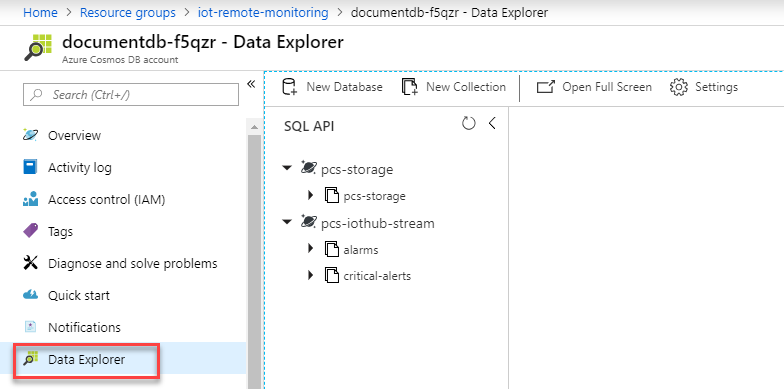 Home > Resource groups > iot-remote-monitoring > documentdb-f5qzr - Data Explorer
documentdb-f5qzr - Data Explorer
Azure Cosmos DB account
Search (Ctrl+/)
Overview
Activity log
Access control (IAM)
Tags
Diagnose and solve problems
Quick start
Notifications
Data Explorer
New Database New Collection Open Full Screen Settings
SQL API
pcs-storage
pcs-storage
pcs-iothub-stream
alarms
critical-alerts